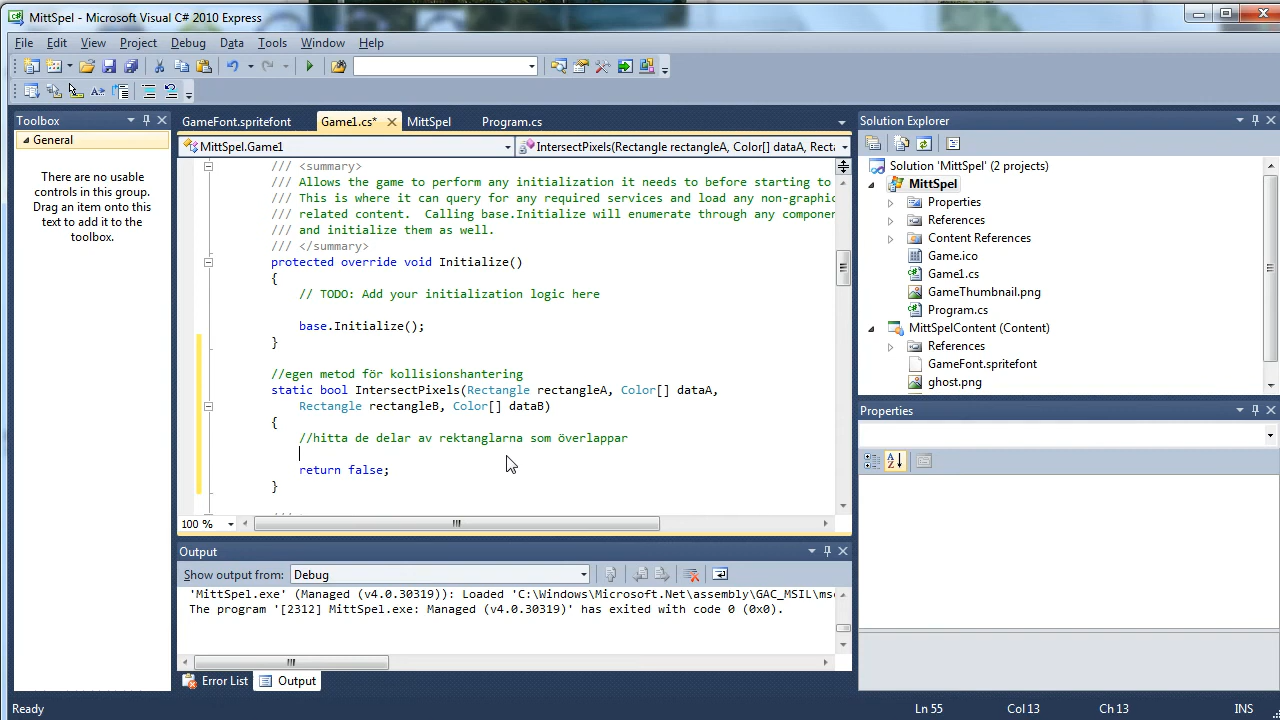 MittSpel - Microsoft Visual C# 2010 Express
File Edit View Project Debug Data Tools Window Help
Toolbox
General
There are no usable
controls in this group.
Drag an item onto this
text to add it to the
toolbox.
GameFont.spritefont Game1.cs* MittSpel Program.cs
MittSpel.Game1 IntersectPixels(Rectangle rectangleA, Color[] dataA, Recta
/// <summary>
/// Allows the game to perform any initialization it needs to before starting to
/// This is where it can query for any required services and load any non-graphic
/// related content.  Calling base.Initialize will enumerate through any componen
/// and initialize them as well.
/// </summary>
protected override void Initialize()
{
// TODO: Add your initialization logic here
base.Initialize();
}
//egen metod för kollisionshantering
static bool IntersectPixels(Rectangle rectangleA, Color[] dataA,
Rectangle rectangleB, Color[] dataB)
{
//hitta de delar av rektanglarna som överlappar
return false;
}
100 %
Output
Show output from: Debug
'MittSpel.exe' (Managed (v4.0.30319)): Loaded 'C:\Windows\Microsoft.Net\assembly\GAC_MSIL\msc
The program '[2312] MittSpel.exe: Managed (v4.0.30319)' has exited with code 0 (0x0).
Error List Output
Solution Explorer
Solution 'MittSpel' (2 projects)
MittSpel
Properties
References
Content References
Game.ico
Game1.cs
GameThumbnail.png
Program.cs
MittSpelContent (Content)
References
GameFont.spritefont
ghost.png
Properties
Ready Ln 55 Col 13 Ch 13 INS